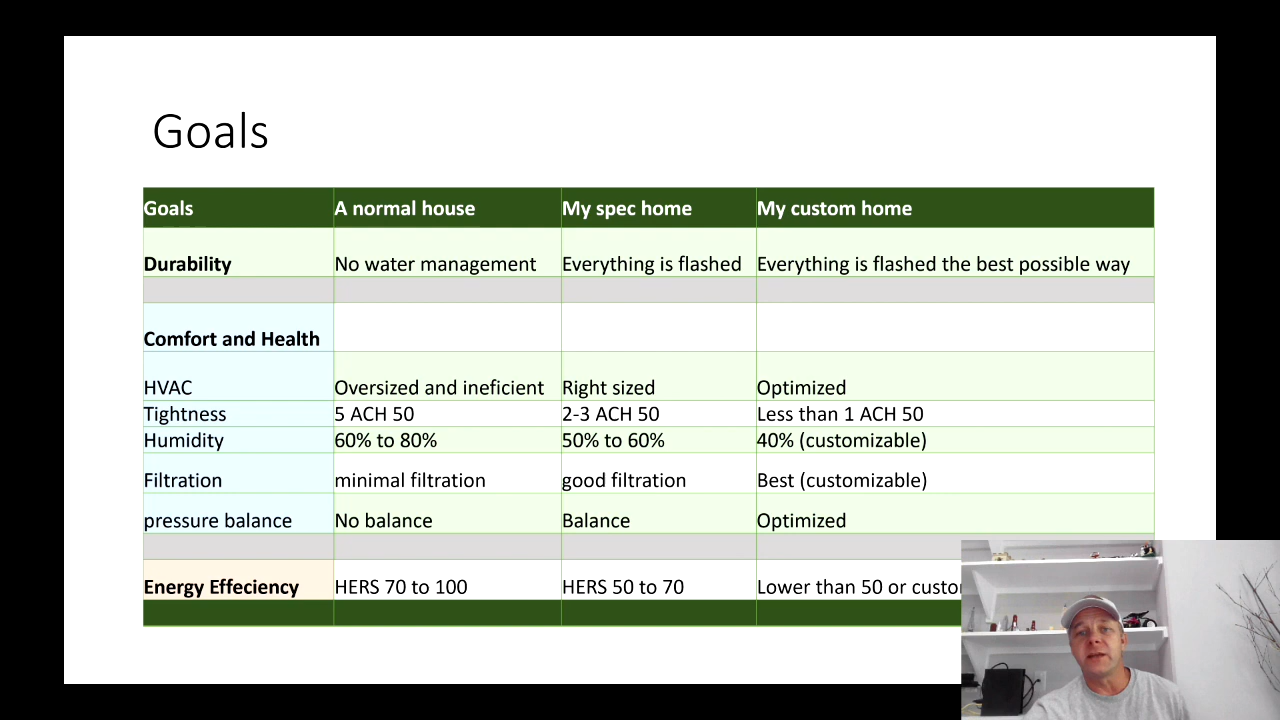 Goals
Goals A normal house My spec home My custom home
Durability No water management Everything is flashed Everything is flashed the best possible way
Comfort and Health
HVAC Oversized and ineficient Right sized Optimized
Tightness 5 ACH 50 2-3 ACH 50 Less than 1 ACH 50
Humidity 60% to 80% 50% to 60% 40% (customizable)
Filtration minimal filtration good filtration Best (customizable)
pressure balance No balance Balance Optimized
Energy Effeciency HERS 70 to 100 HERS 50 to 70 Lower than 50 or